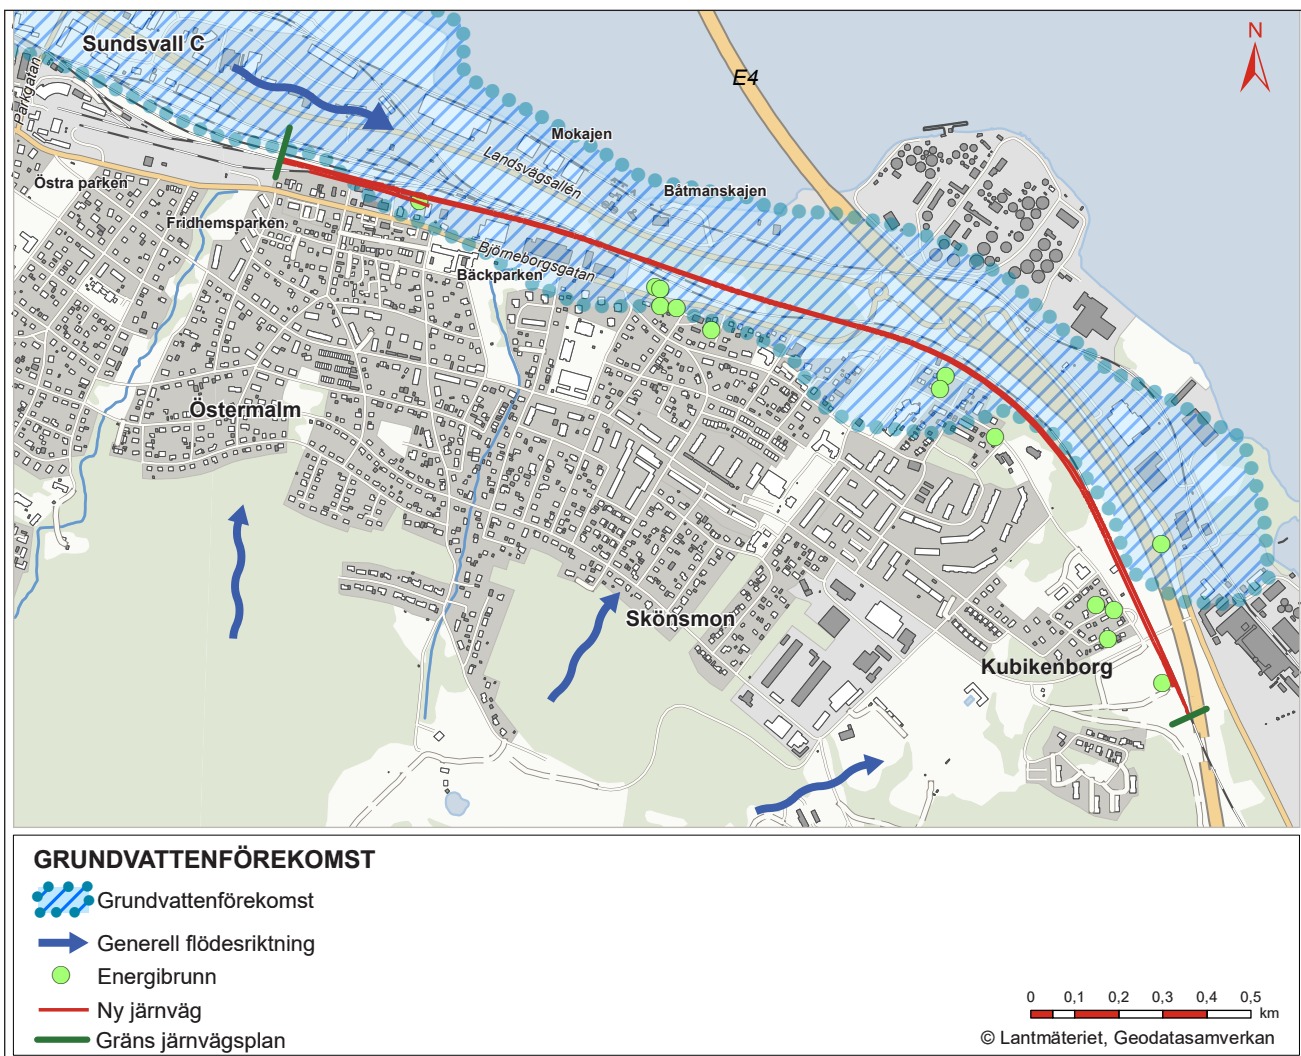 Sundsvall C
Parkgatan
E4
N
Mokajen
Landsvägsallén
Båtmanskajen
Östra parken
Fridhemsparken
Björneborgsgatan
Bäckparken
Östermalm
Skönsmon
Kubikenborg
GRUNDVATTENFÖREKOMST
Grundvattenförekomst
Generell flödesriktning
Energibrunn
Ny järnväg
Gräns järnvägsplan
0 0,1 0,2 0,3 0,4 0,5
km
© Lantmäteriet, Geodatasamverkan